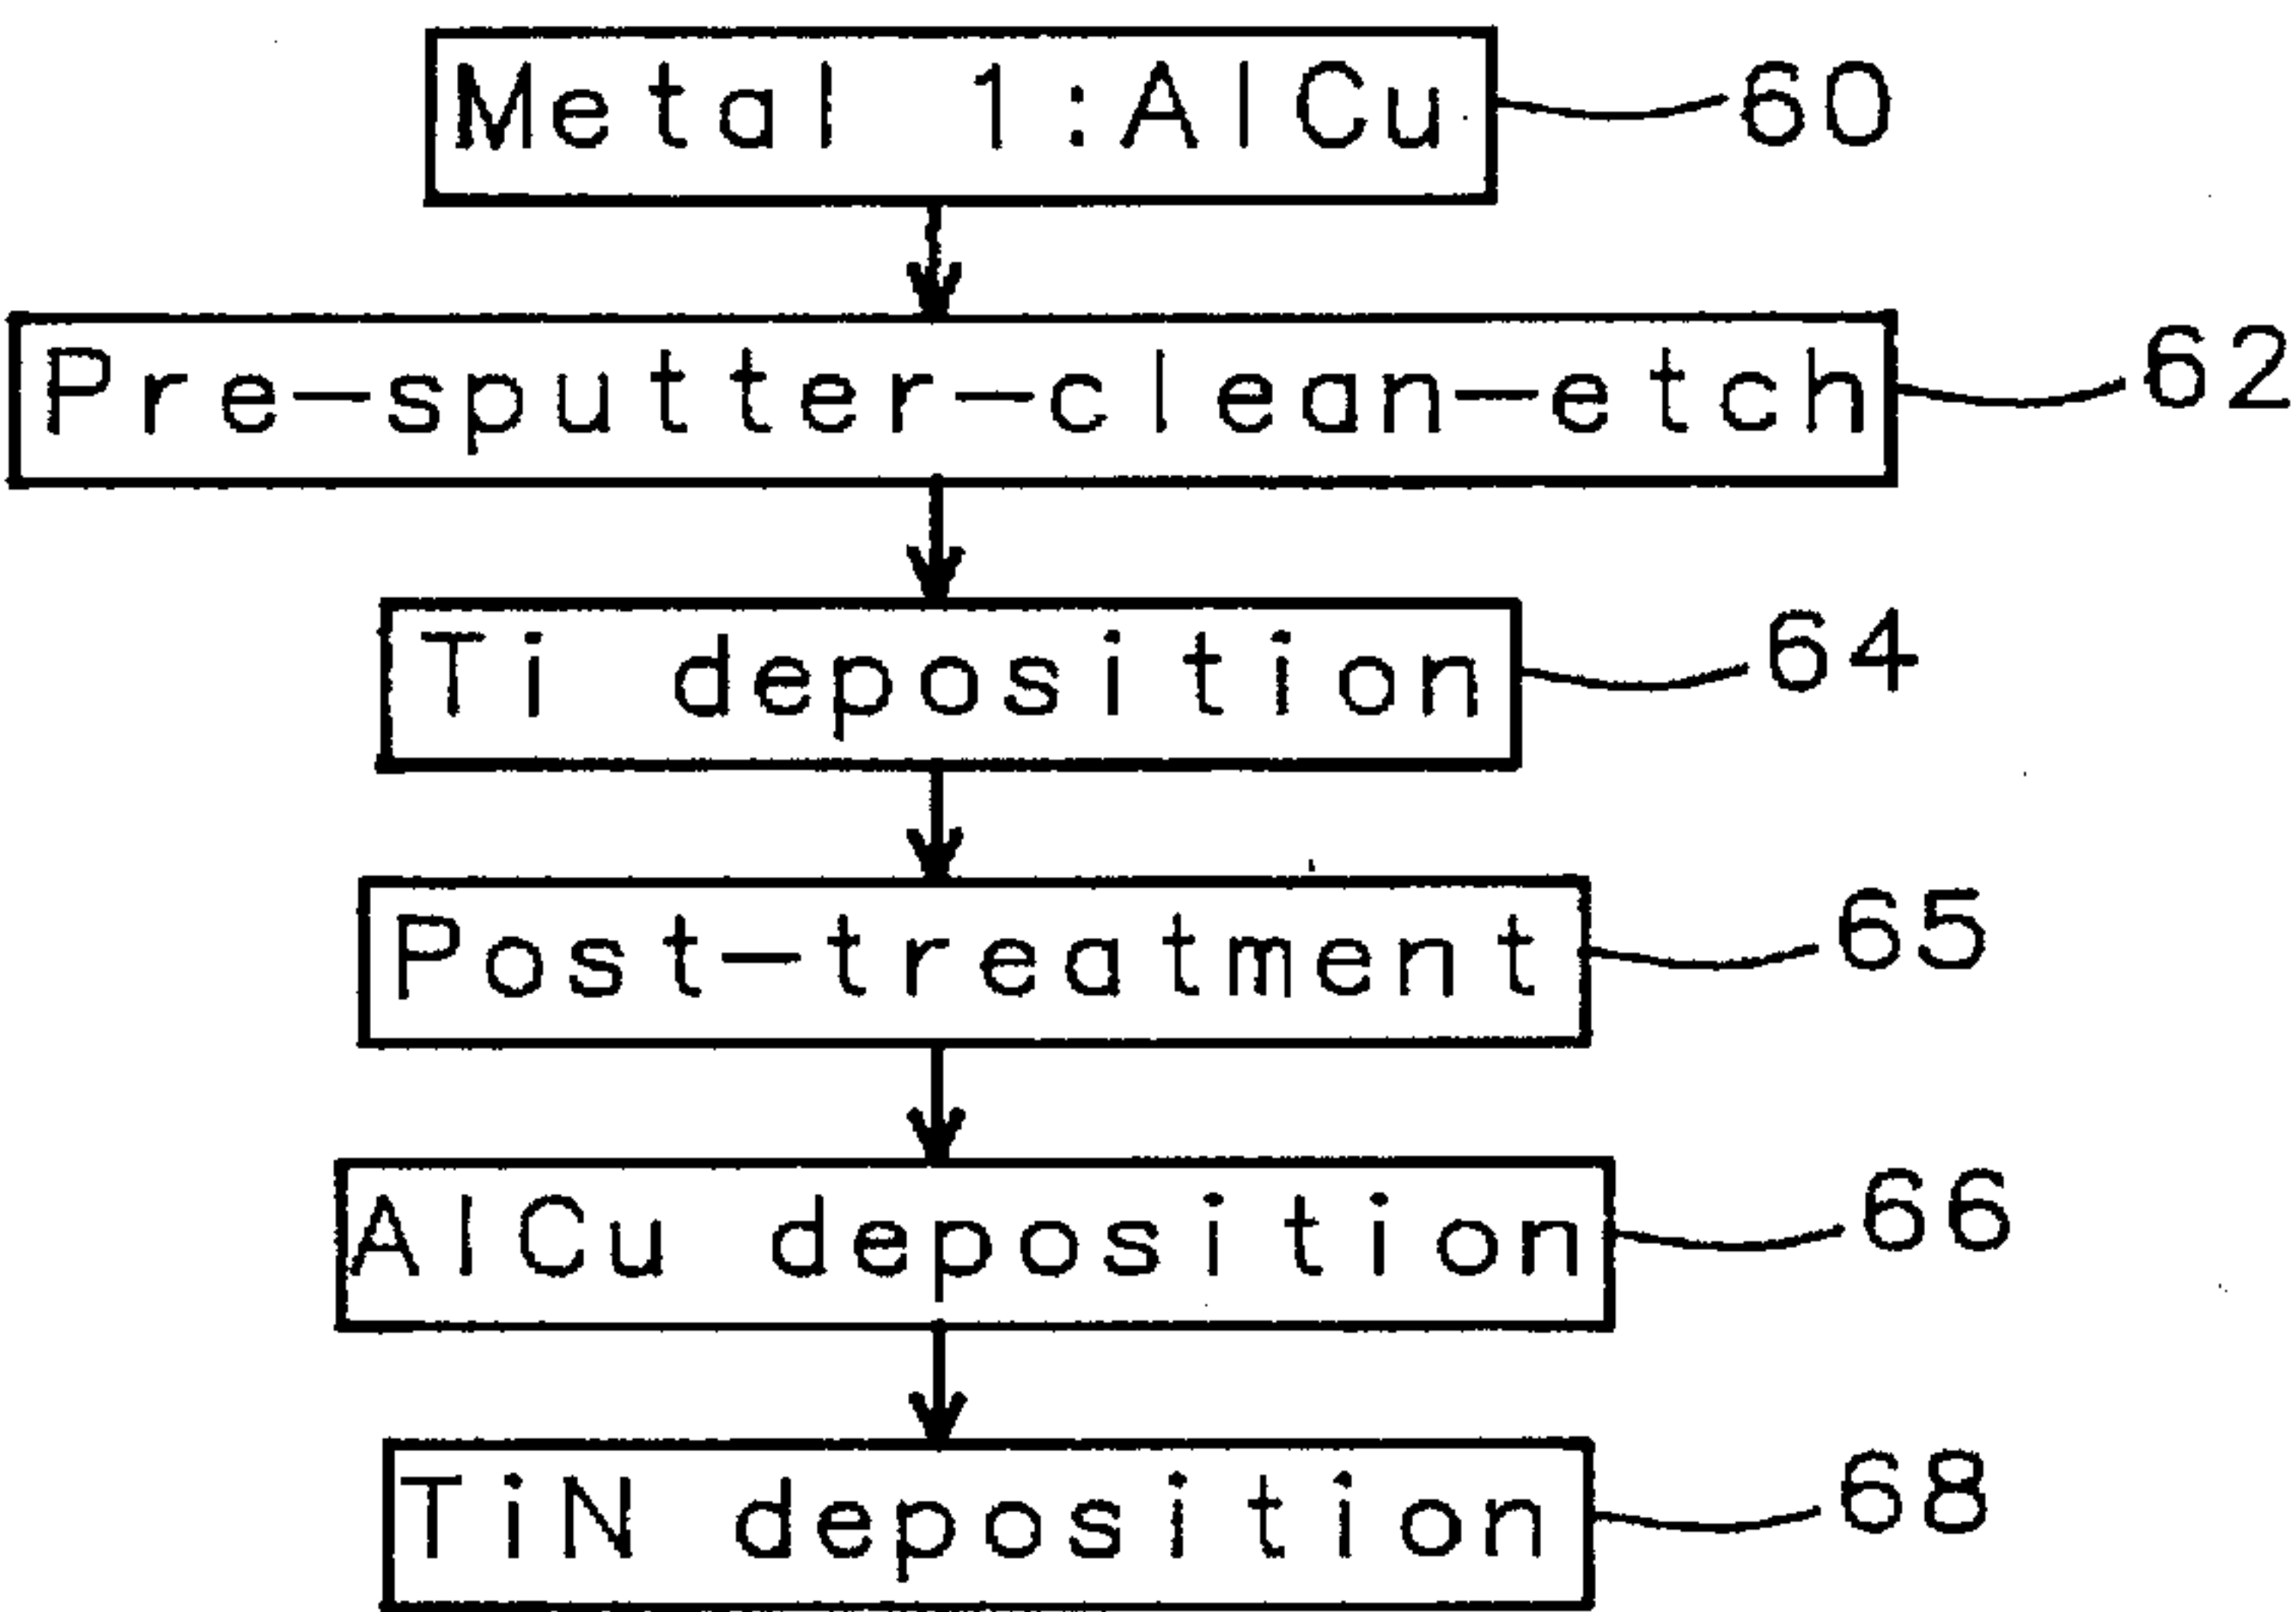 Metal 1:AlCu 60
Pre-sputter-clean-etch 62
Ti deposition 64
Post-treatment 65
AlCu deposition 66
TiN deposition 68